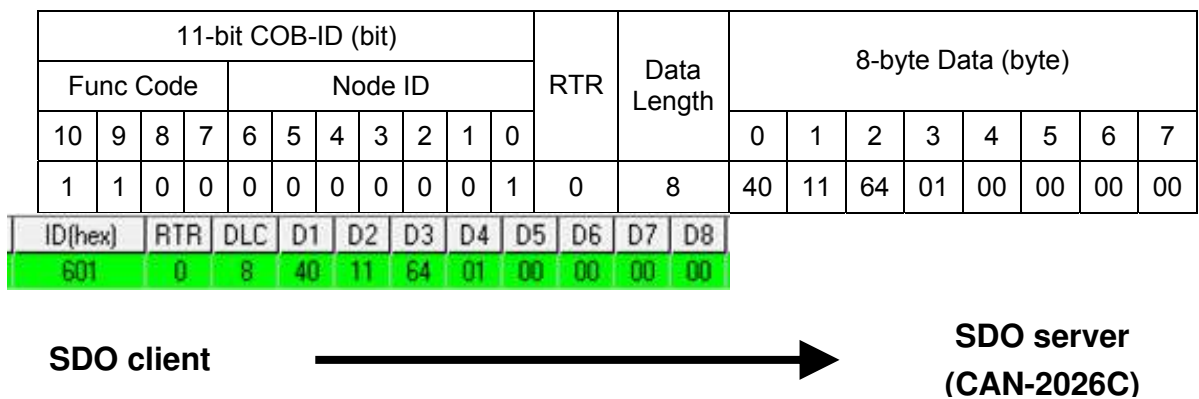 11-bit COB-ID (bit) RTR Data Length 8-byte Data (byte)
Func Code Node ID
10 9 8 7 6 5 4 3 2 1 0 0 1 2 3 4 5 6 7
1 1 0 0 0 0 0 0 0 0 1 0 8 40 11 64 01 00 00 00 00
ID(hex) RTR DLC D1 D2 D3 D4 D5 D6 D7 D8
601 0 8 40 11 64 01 00 00 00 00
SDO client
SDO server
(CAN-2026C)